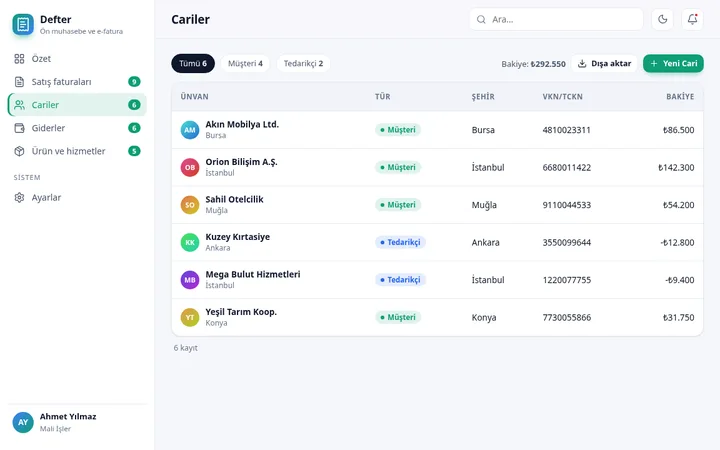 Defter
Ön muhasebe ve e-fatura
Özet
Satış faturaları 9
Cariler 6
Giderler 6
Ürün ve hizmetler 5
SİSTEM
Ayarlar
AY Ahmet Yılmaz
Mali İşler
Cariler
Ara…
Tümü 6 Müşteri 4 Tedarikçi 2
Bakiye: ₺292.550 Dışa aktar + Yeni Cari
ÜNVAN TÜR ŞEHİR VKN/TCKN BAKİYE
AM Akın Mobilya Ltd. Bursa Müşteri Bursa 4810023311 ₺86.500
OB Orion Bilişim A.Ş. İstanbul Müşteri İstanbul 6680011422 ₺142.300
SO Sahil Otelcilik Muğla Müşteri Muğla 9110044533 ₺54.200
KK Kuzey Kırtasiye Ankara Tedarikçi Ankara 3550099644 -₺12.800
MB Mega Bulut Hizmetleri İstanbul Tedarikçi İstanbul 1220077755 -₺9.400
YT Yeşil Tarım Koop. Konya Müşteri Konya 7730055866 ₺31.750
6 kayıt